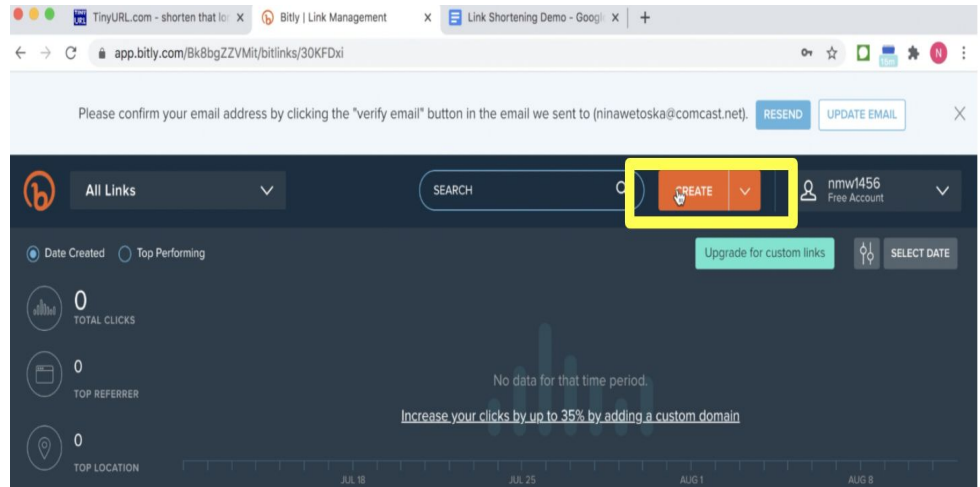 TinyURL.com - shorten that lor
Bitly | Link Management
Link Shortening Demo - Googl
app.bitly.com/Bk8bgZZVMit/bitlinks/30KFDxi
15m
N
Please confirm your email address by clicking the "verify email" button in the email we sent to (ninawetoska@comcast.net).
RESEND
UPDATE EMAIL
All Links
SEARCH
CREATE
nmw1456
Free Account
Date Created
Top Performing
Upgrade for custom links
SELECT DATE
0
TOTAL CLICKS
0
TOP REFERRER
0
TOP LOCATION
No data for that time period.
Increase your clicks by up to 35% by adding a custom domain
JUL 18 JUL 25 AUG 1 AUG 8